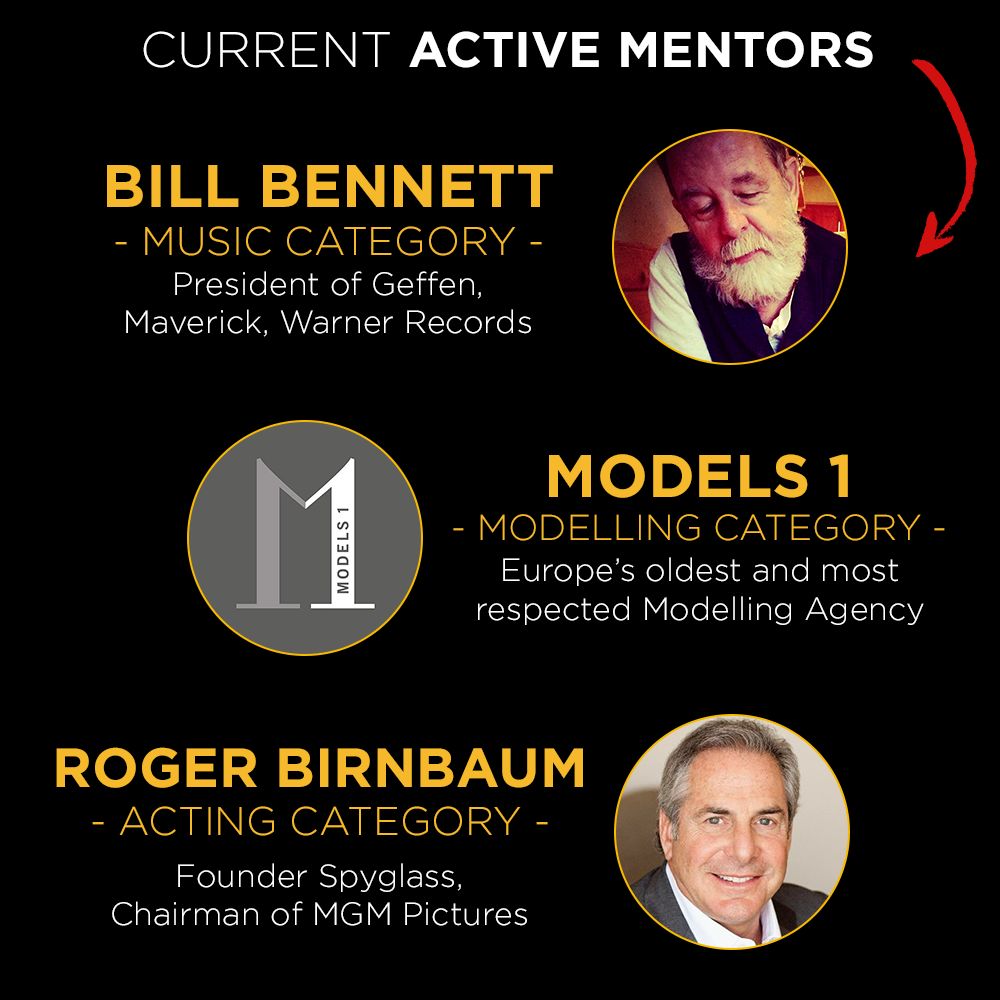 CURRENT ACTIVE MENTORS
BILL BENNETT
- MUSIC CATEGORY -
President of Geffen,
Maverick, Warner Records
MODELS 1
MODELS 1
- MODELLING CATEGORY -
Europe’s oldest and most
respected Modelling Agency
ROGER BIRNBAUM
- ACTING CATEGORY -
Founder Spyglass,
Chairman of MGM Pictures